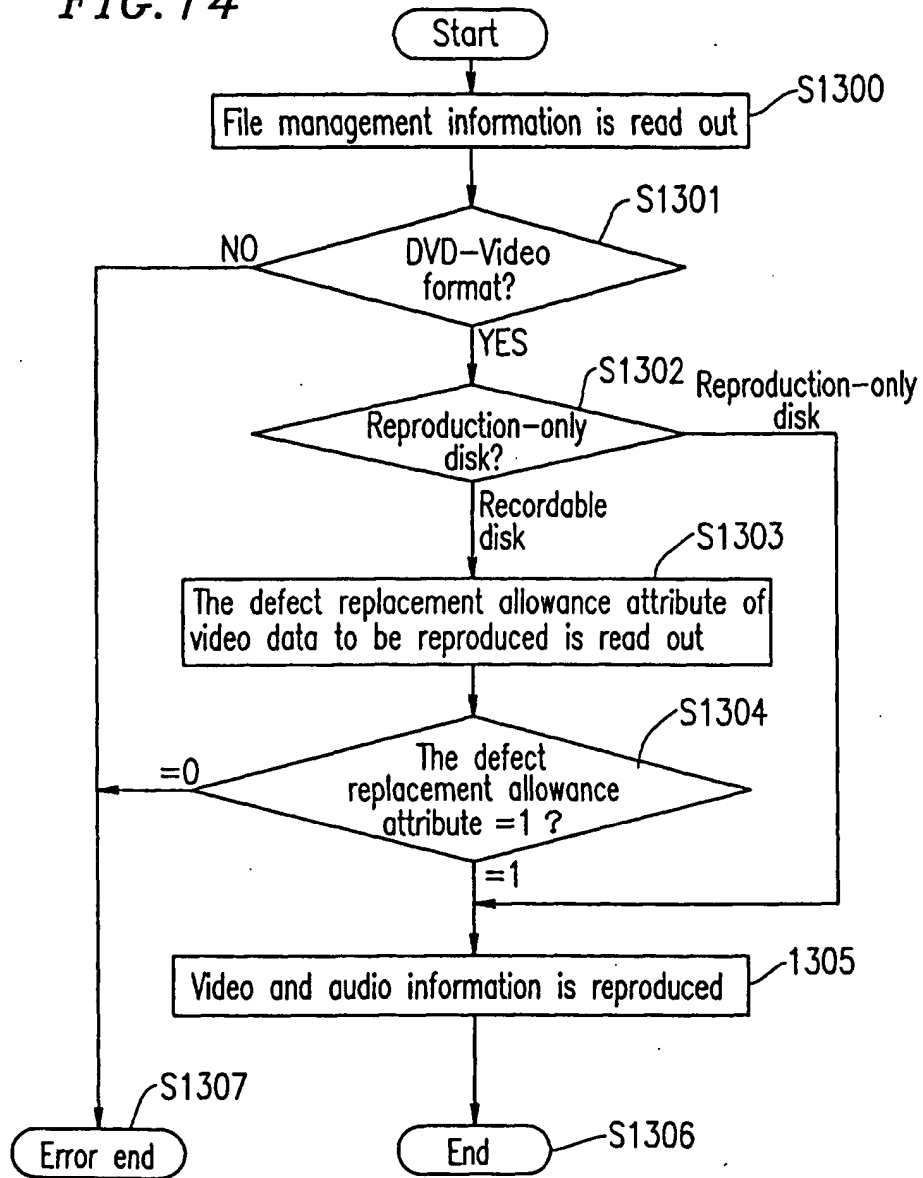 FIG. 14
Start
S1300
File management information is read out
S1301
NO
DVD-Video
format?
YES
S1302
Reproduction-only
disk
Reproduction-only
disk?
Recordable
disk
S1303
The defect replacement allowance attribute of
video data to be reproduced is read out
S1304
=0
The defect
replacement allowance
attribute =1 ?
=1
1305
Video and audio information is reproduced
S1307
Error end
End
S1306